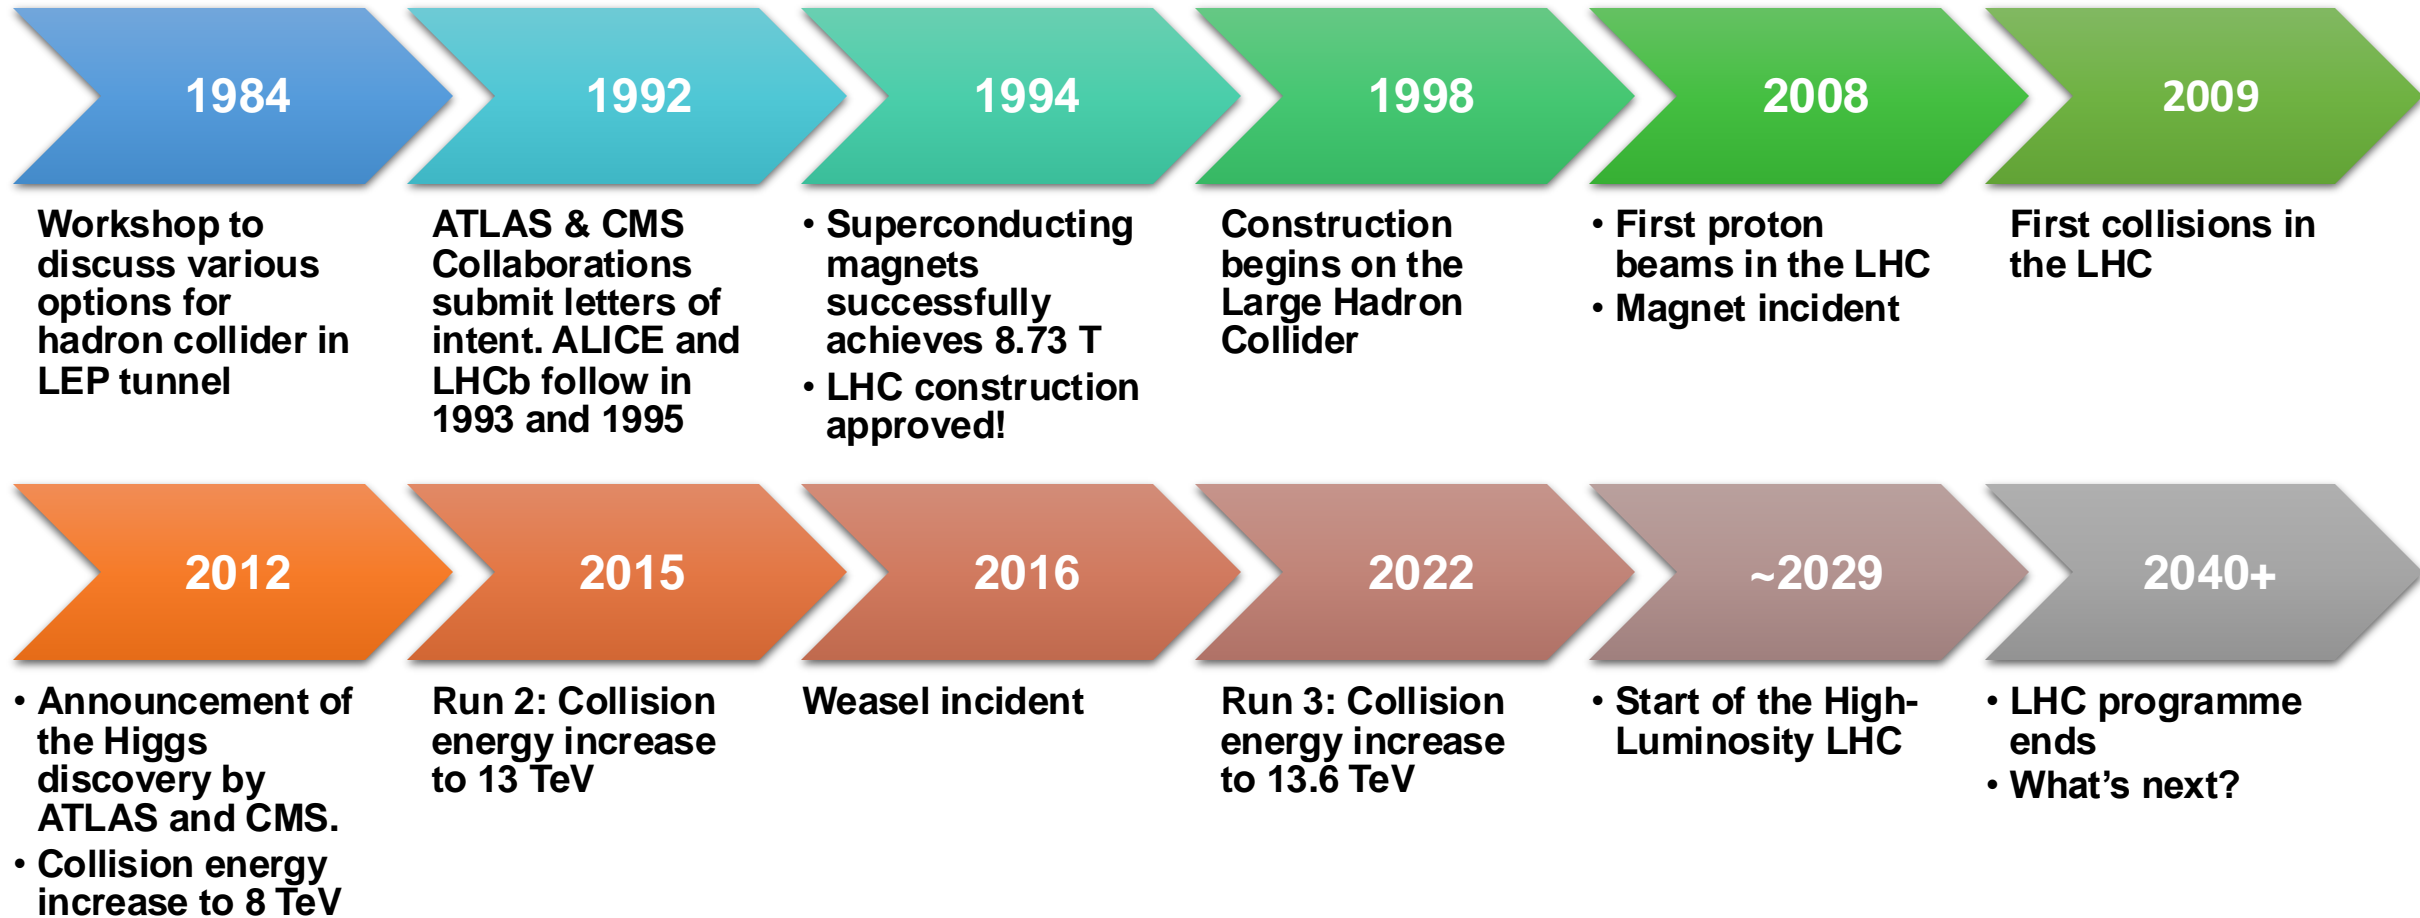 1984
1992
1994
1998
2008
2009
Workshop to
discuss various
options for
hadron collider in
LEP tunnel
ATLAS & CMS
Collaborations
submit letters of
intent. ALICE and
LHCb follow in
1993 and 1995
• Superconducting
magnets
successfully
achieves 8.73 T
• LHC construction
approved!
Construction
begins on the
Large Hadron
Collider
• First proton
beams in the LHC
• Magnet incident
First collisions in
the LHC
2012
2015
2016
2022
~2029
2040+
• Announcement of
the Higgs
discovery by
ATLAS and CMS.
• Collision energy
increase to 8 TeV
Run 2: Collision
energy increase
to 13 TeV
Weasel incident
Run 3: Collision
energy increase
to 13.6 TeV
• Start of the High-
Luminosity LHC
• LHC programme
ends
• What’s next?